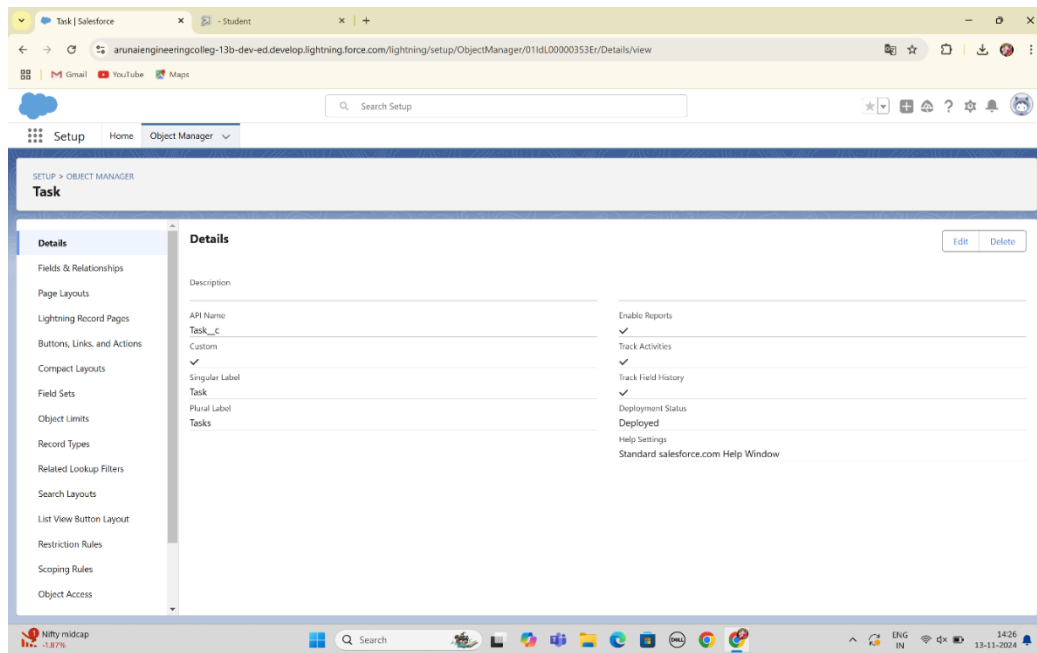 Task | Salesforce
- Student
arunaiengineeringcolleg-13b-dev-ed.develop.lightning.force.com/lightning/setup/ObjectManager/01IdL00000353Er/Details/view
Gmail YouTube Maps
Search Setup
Setup Home Object Manager
SETUP > OBJECT MANAGER
Task
Details
Fields & Relationships
Page Layouts
Lightning Record Pages
Buttons, Links, and Actions
Compact Layouts
Field Sets
Object Limits
Record Types
Related Lookup Filters
Search Layouts
List View Button Layout
Restriction Rules
Scoping Rules
Object Access
Details
Edit Delete
Description
API Name
Task__c
Custom
Singular Label
Task
Plural Label
Tasks
Enable Reports
Track Activities
Track Field History
Deployment Status
Deployed
Help Settings
Standard salesforce.com Help Window
Nifty midcap
-1.87%
Search
DELL
ENG
IN
14:26
13-11-2024